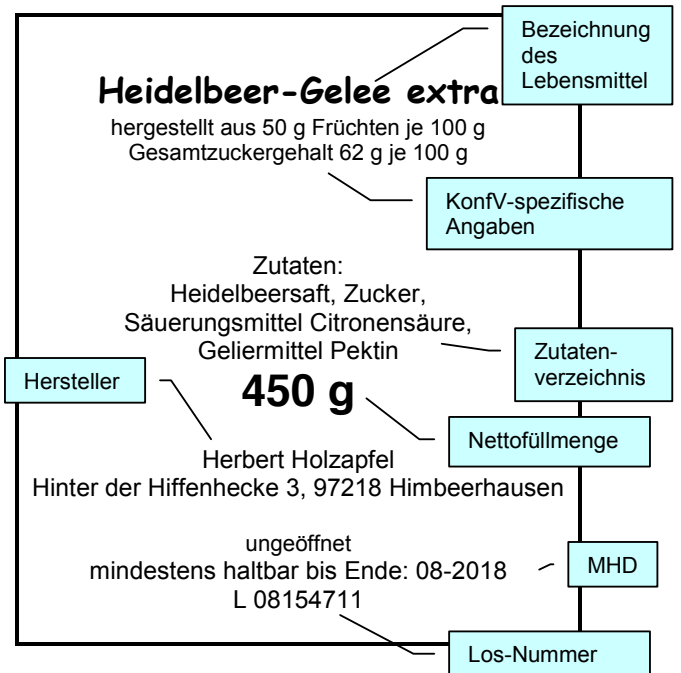 Bezeichnung
des
Lebensmittel
Heidelbeer-Gelee extra
hergestellt aus 50 g Früchten je 100 g
Gesamtzuckergehalt 62 g je 100 g
KonfV-spezifische
Angaben
Zutaten:
Heidelbeersaft, Zucker,
Säuerungsmittel Citronensäure,
Geliermittel Pektin
Zutaten-
verzeichnis
Hersteller
450 g
Nettofüllmenge
Herbert Holzapfel
Hinter der Hiffenhecke 3, 97218 Himbeerhausen
ungeöffnet
mindestens haltbar bis Ende: 08-2018
MHD
L 08154711
Los-Nummer